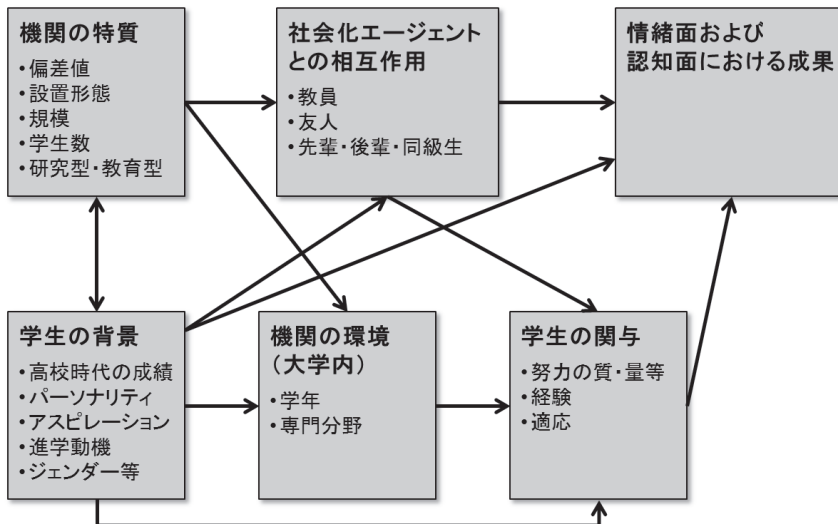 機関の特質
・偏差値
・設置形態
・規模
・学生数
・研究型・教育型
社会化エージェント
との相互作用
・教員
・友人
・先輩・後輩・同級生
情緒面および
認知面における成果
学生の背景
・高校時代の成績
・パーソナリティ
・アスピレーション
・進学動機
・ジェンダー等
機関の環境
(大学内)
・学年
・専門分野
学生の関与
・努力の質・量等
・経験
・適応